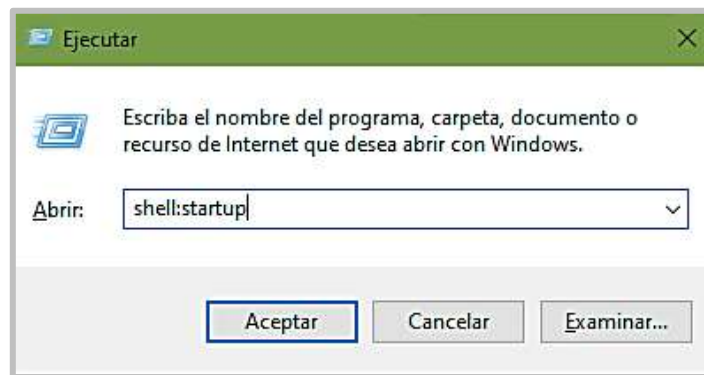 Ejecutar
Escriba el nombre del programa, carpeta, documento o
recurso de Internet que desea abrir con Windows.
Abrir: shell:startup
Aceptar Cancelar Examinar...